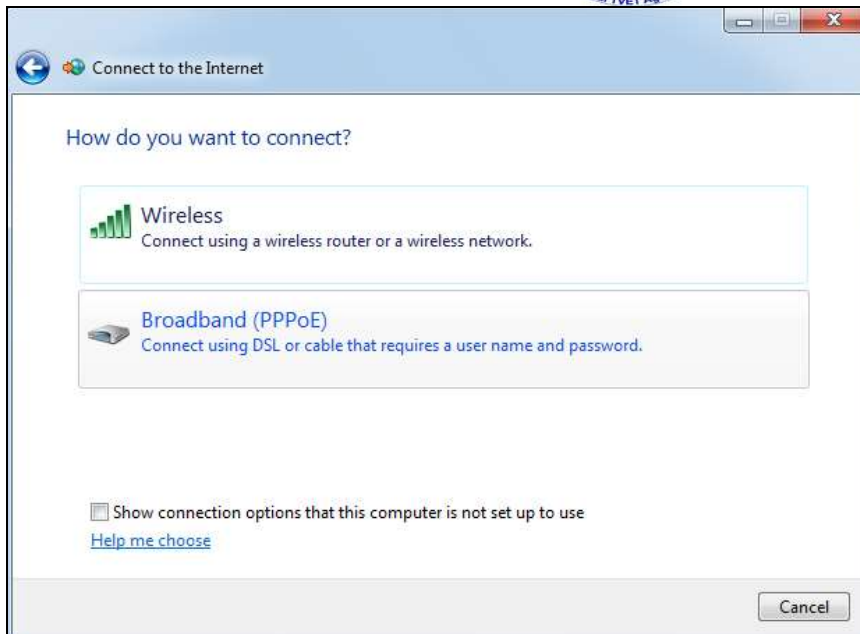 Connect to the Internet
How do you want to connect?
Wireless
Connect using a wireless router or a wireless network.
Broadband (PPPoE)
Connect using DSL or cable that requires a user name and password.
Show connection options that this computer is not set up to use
Help me choose
Cancel